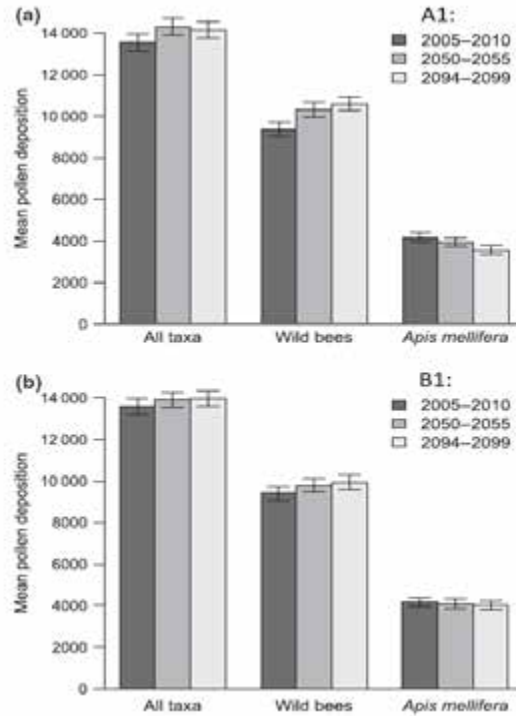 (a)
A1:
2005–2010
2050–2055
2094–2099
Mean pollen deposition
14 000
12 000
10 000
8000
6000
4000
2000
0
All taxa
Wild bees
Apis mellifera
(b)
B1:
2005–2010
2050–2055
2094–2099
Mean pollen deposition
14 000
12 000
10 000
8000
6000
4000
2000
0
All taxa
Wild bees
Apis mellifera